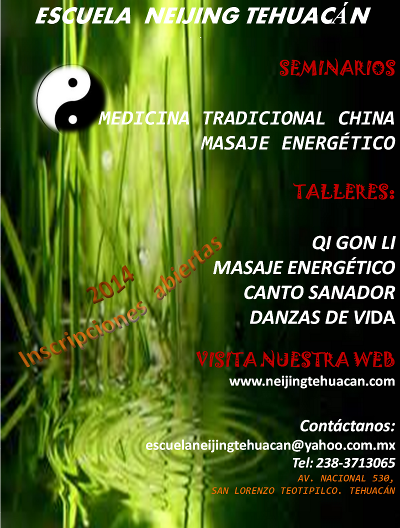 ESCUELA NEIJING TEHUACÁN
SEMINARIOS
MEDICINA TRADICIONAL CHINA
MASAJE ENERGÉTICO
TALLERES:
QI GON LI
MASAJE ENERGÉTICO
CANTO SANADOR
DANZAS DE VIDA
2014
Inscripciones abiertas
VISITA NUESTRA WEB
www.neijingtehuacan.com
Contáctanos:
escuelaneijingtehuacan@yahoo.com.mx
Tel: 238-3713065
AV. NACIONAL 530,
SAN LORENZO TEOTIPILCO. TEHUACÁN